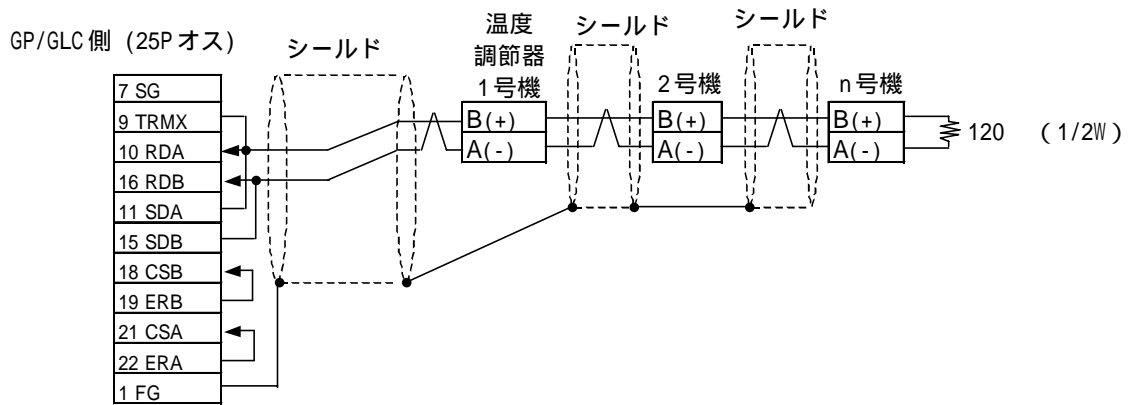 GP/GLC側 (25Pオス)
シールド
温度
調節器
1号機
シールド
2号機
シールド
n号機
7 SG
9 TRMX
10 RDA
16 RDB
11 SDA
15 SDB
18 CSB
19 ERB
21 CSA
22 ERA
1 FG
B(+)
A(-)
B(+)
A(-)
B(+)
A(-)
120 (1/2W)